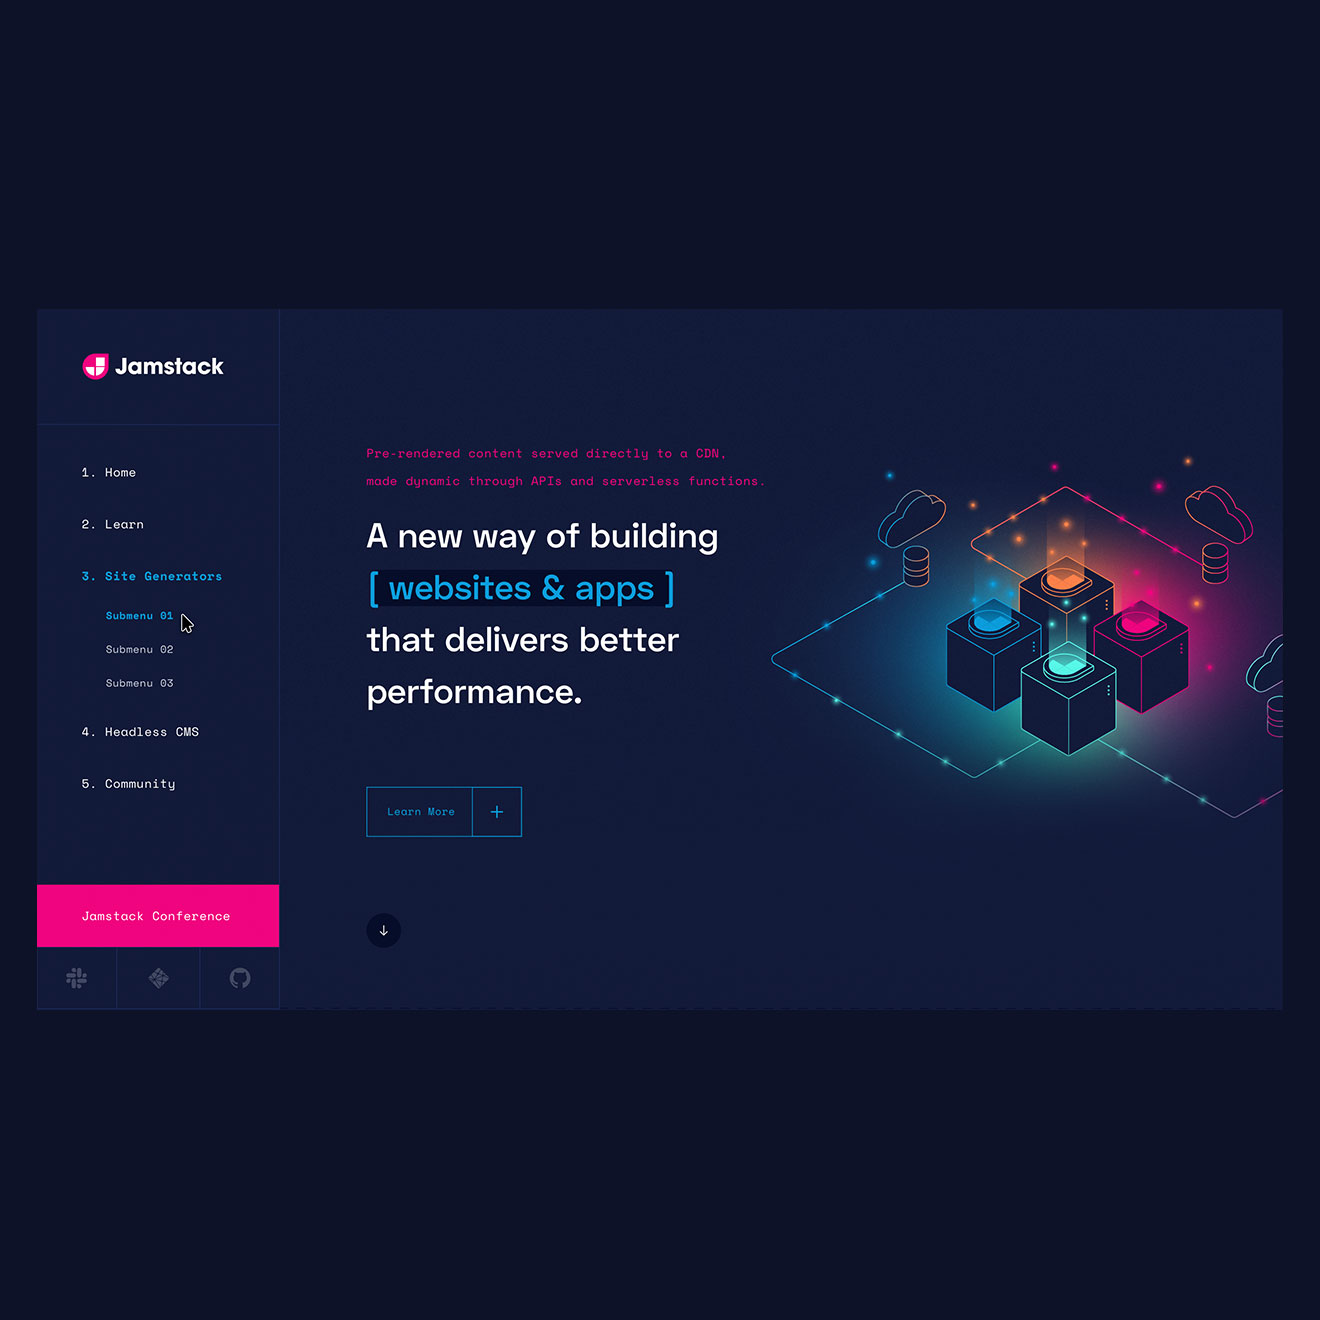 Jamstack
1. Home
2. Learn
3. Site Generators
Submenu 01
Submenu 02
Submenu 03
4. Headless CMS
5. Community
Jamstack Conference
Pre-rendered content served directly to a CDN,
made dynamic through APIs and serverless functions.
A new way of building
[ websites & apps ]
that delivers better
performance.
Learn More +